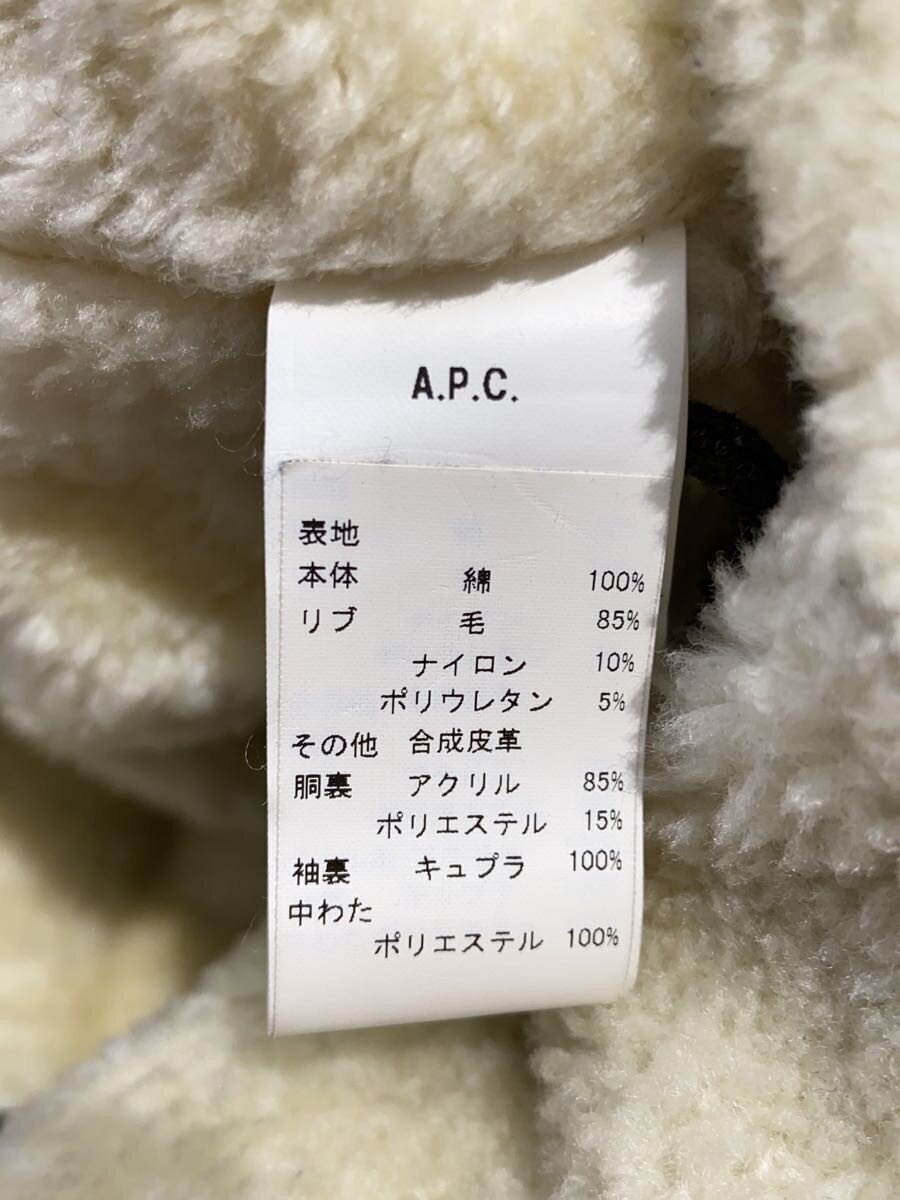 A.P.C.
表地
本体 綿 100%
リブ 毛 85%
ナイロン 10%
ポリウレタン 5%
その他 合成皮革
胴裏 アクリル 85%
ポリエステル 15%
袖裏 キュプラ 100%
中わた
ポリエステル 100%